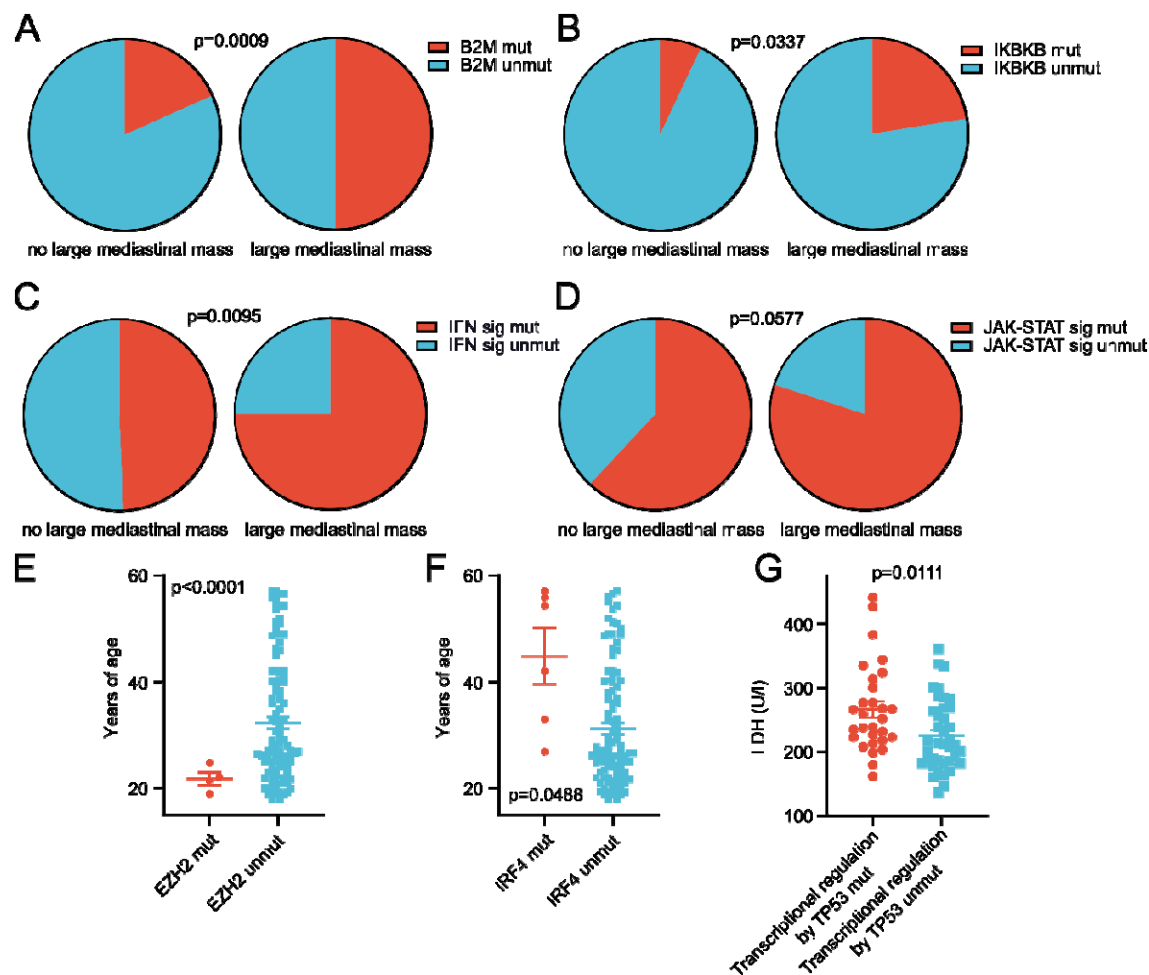 A
p=0.0009
B2M mut
B2M unmut
no large mediastinal mass
large mediastinal mass
B
p=0.0337
IKBKB mut
IKBKB unmut
no large mediastinal mass
large mediastinal mass
C
p=0.0095
IFN sig mut
IFN sig unmut
no large mediastinal mass
large mediastinal mass
D
p=0.0577
JAK-STAT sig mut
JAK-STAT sig unmut
no large mediastinal mass
large mediastinal mass
E
p<0.0001
Years of age
60
40
20
EZH2 mut
EZH2 unmut
F
p=0.0488
Years of age
60
40
20
IRF4 mut
IRF4 unmut
G
p=0.0111
LDH (U/l)
400
300
200
100
Transcriptional regulation
by TP53 mut
Transcriptional regulation
by TP53 unmut